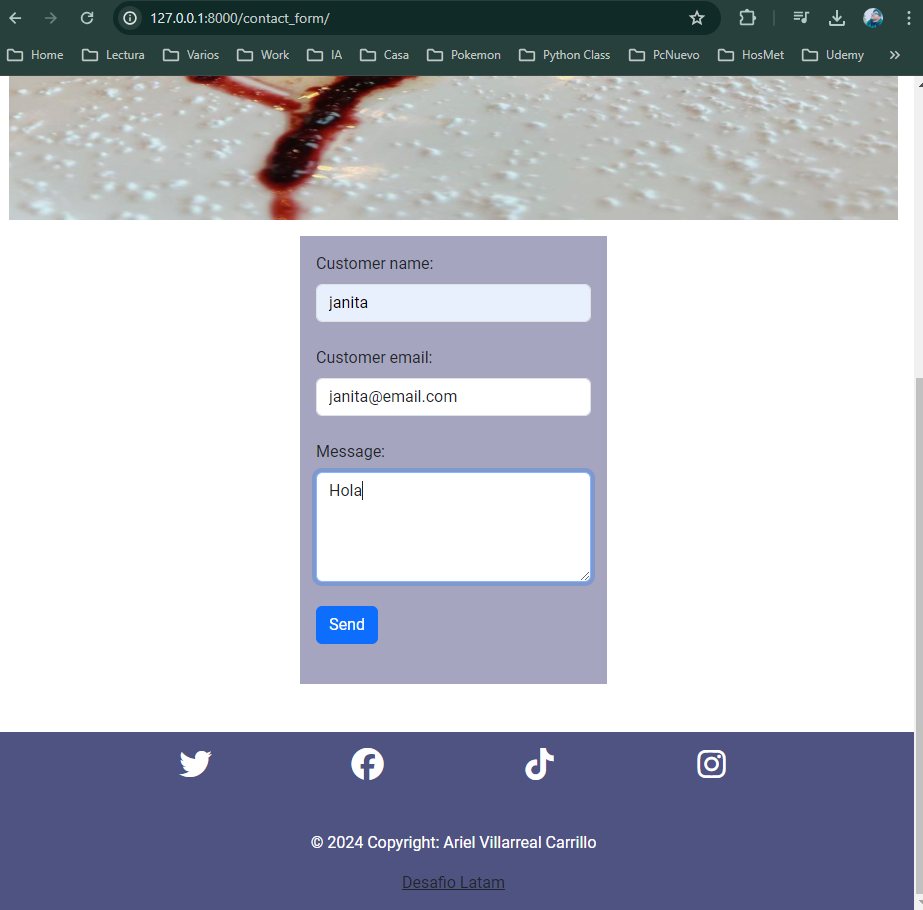 127.0.0.1:8000/contact_form/
Home Lectura Varios Work IA Casa Pokemon Python Class PcNuevo HosMet Udemy »
Customer name:
janita
Customer email:
janita@email.com
Message:
Hola
Send
© 2024 Copyright: Ariel Villarreal Carrillo
Desafio Latam